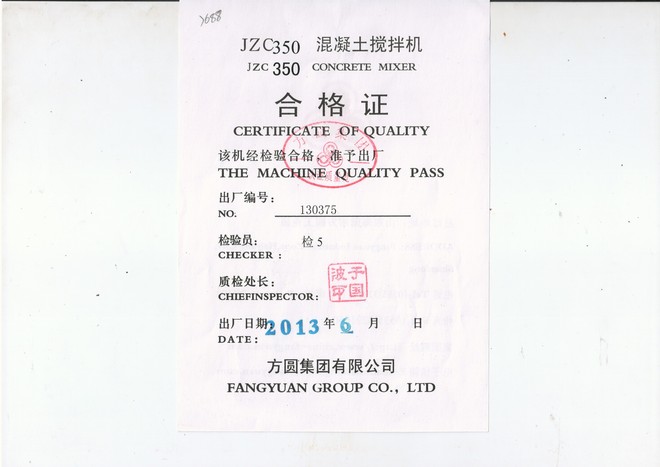 JZC350 混凝土搅拌机
JZC 350 CONCRETE MIXER
合格证
CERTIFICATE OF QUALITY
该机经检验合格、准予出厂
THE MACHINE QUALITY PASS
出厂编号：
NO. 130375
检验员： 检5
CHECKER：
质检处长：
CHIEFINSPECTOR：
出厂日期： 2013 年 6 月 日
DATE：
方圆集团有限公司
FANGYUAN GROUP CO., LTD